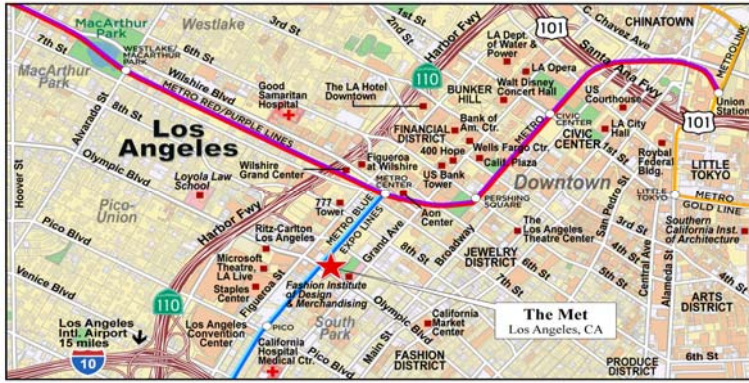 MacArthur
Park
Westlake
3rd St
2nd St
1st St
Harbor Fwy
101
C. Chavez Ave
CHINATOWN
METROLINK
7th St
WESTLAKE/
MACARTHUR
PARK
6th St
LA Dept.
of Water &
Power
LA Opera
Santa Ana Fwy
MacArthur
Park
Wilshire Blvd
Good
Samaritan
Hospital
The LA Hotel
Downtown
110
BUNKER
HILL
Walt Disney
Concert Hall
US
Courthouse
Union
Station
METRO RED/PURPLE LINES
8th St
Alvarado St
Los
Angeles
FINANCIAL
DISTRICT
Bank of
Am. Ctr.
METRO
CIVIC
CENTER
CIVIC
CENTER
LA City
Hall
101
Hoover St
Olympic Blvd
Loyola Law
School
Wilshire
Grand Center
Figueroa
at Wilshire
400 Hope
Wells Fargo Ctr.
Calif. Plaza
US Bank
Tower
1st St
Roybal
Federal
Bldg.
LITTLE
TOKYO
METRO
CENTER
Downtown
LITTLE
TOKYO
METRO
GOLD LINE
Pico-
Union
Harbor Fwy
777
Tower
METRO BLUE
EXPO LINES
Aon
Center
PERSHING
SQUARE
San Pedro St
Pico Blvd
Ritz-Carlton
Los Angeles
Grand Ave
8th St
Broadway
The
Los Angeles
Theatre Center
3rd St
4th St
5th St
Southern
California Inst.
of Architecture
Microsoft
Theatre,
LA Live
JEWELRY
DISTRICT
Central Ave
Alameda St
4th St
Venice Blvd
Staples
Center
Figueroa St
Fashion Institute
of Design
& Merchandising
7th St
6th St
5th St
ARTS
DISTRICT
110
The Met
Los Angeles, CA
Los Angeles
Intl. Airport
15 miles
10
Los Angeles
Convention
Center
PICO
South
Park
Olympic Blvd
California
Market
Center
California
Hospital
Medical Ctr.
Pico Blvd
Main St
FASHION
DISTRICT
PRODUCE
DISTRICT
6th St